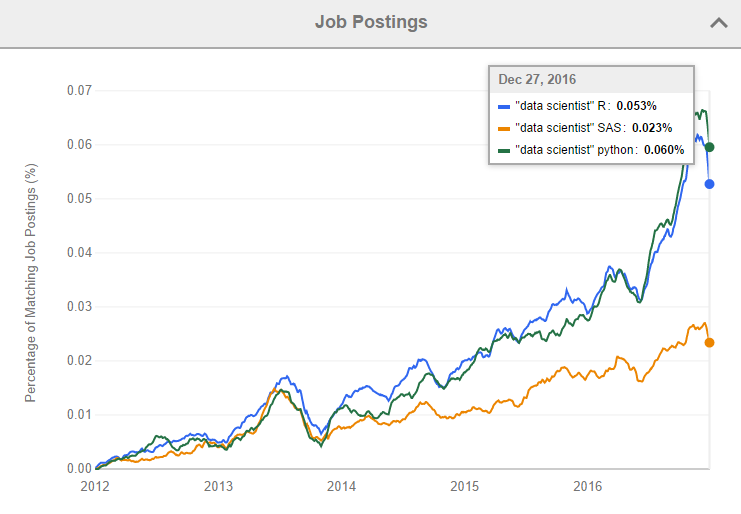 Job Postings
Dec 27, 2016
"data scientist" R: 0.053%
"data scientist" SAS: 0.023%
"data scientist" python: 0.060%
Percentage of Matching Job Postings (%)
0.07
0.06
0.05
0.04
0.03
0.02
0.01
0.00
2012 2013 2014 2015 2016